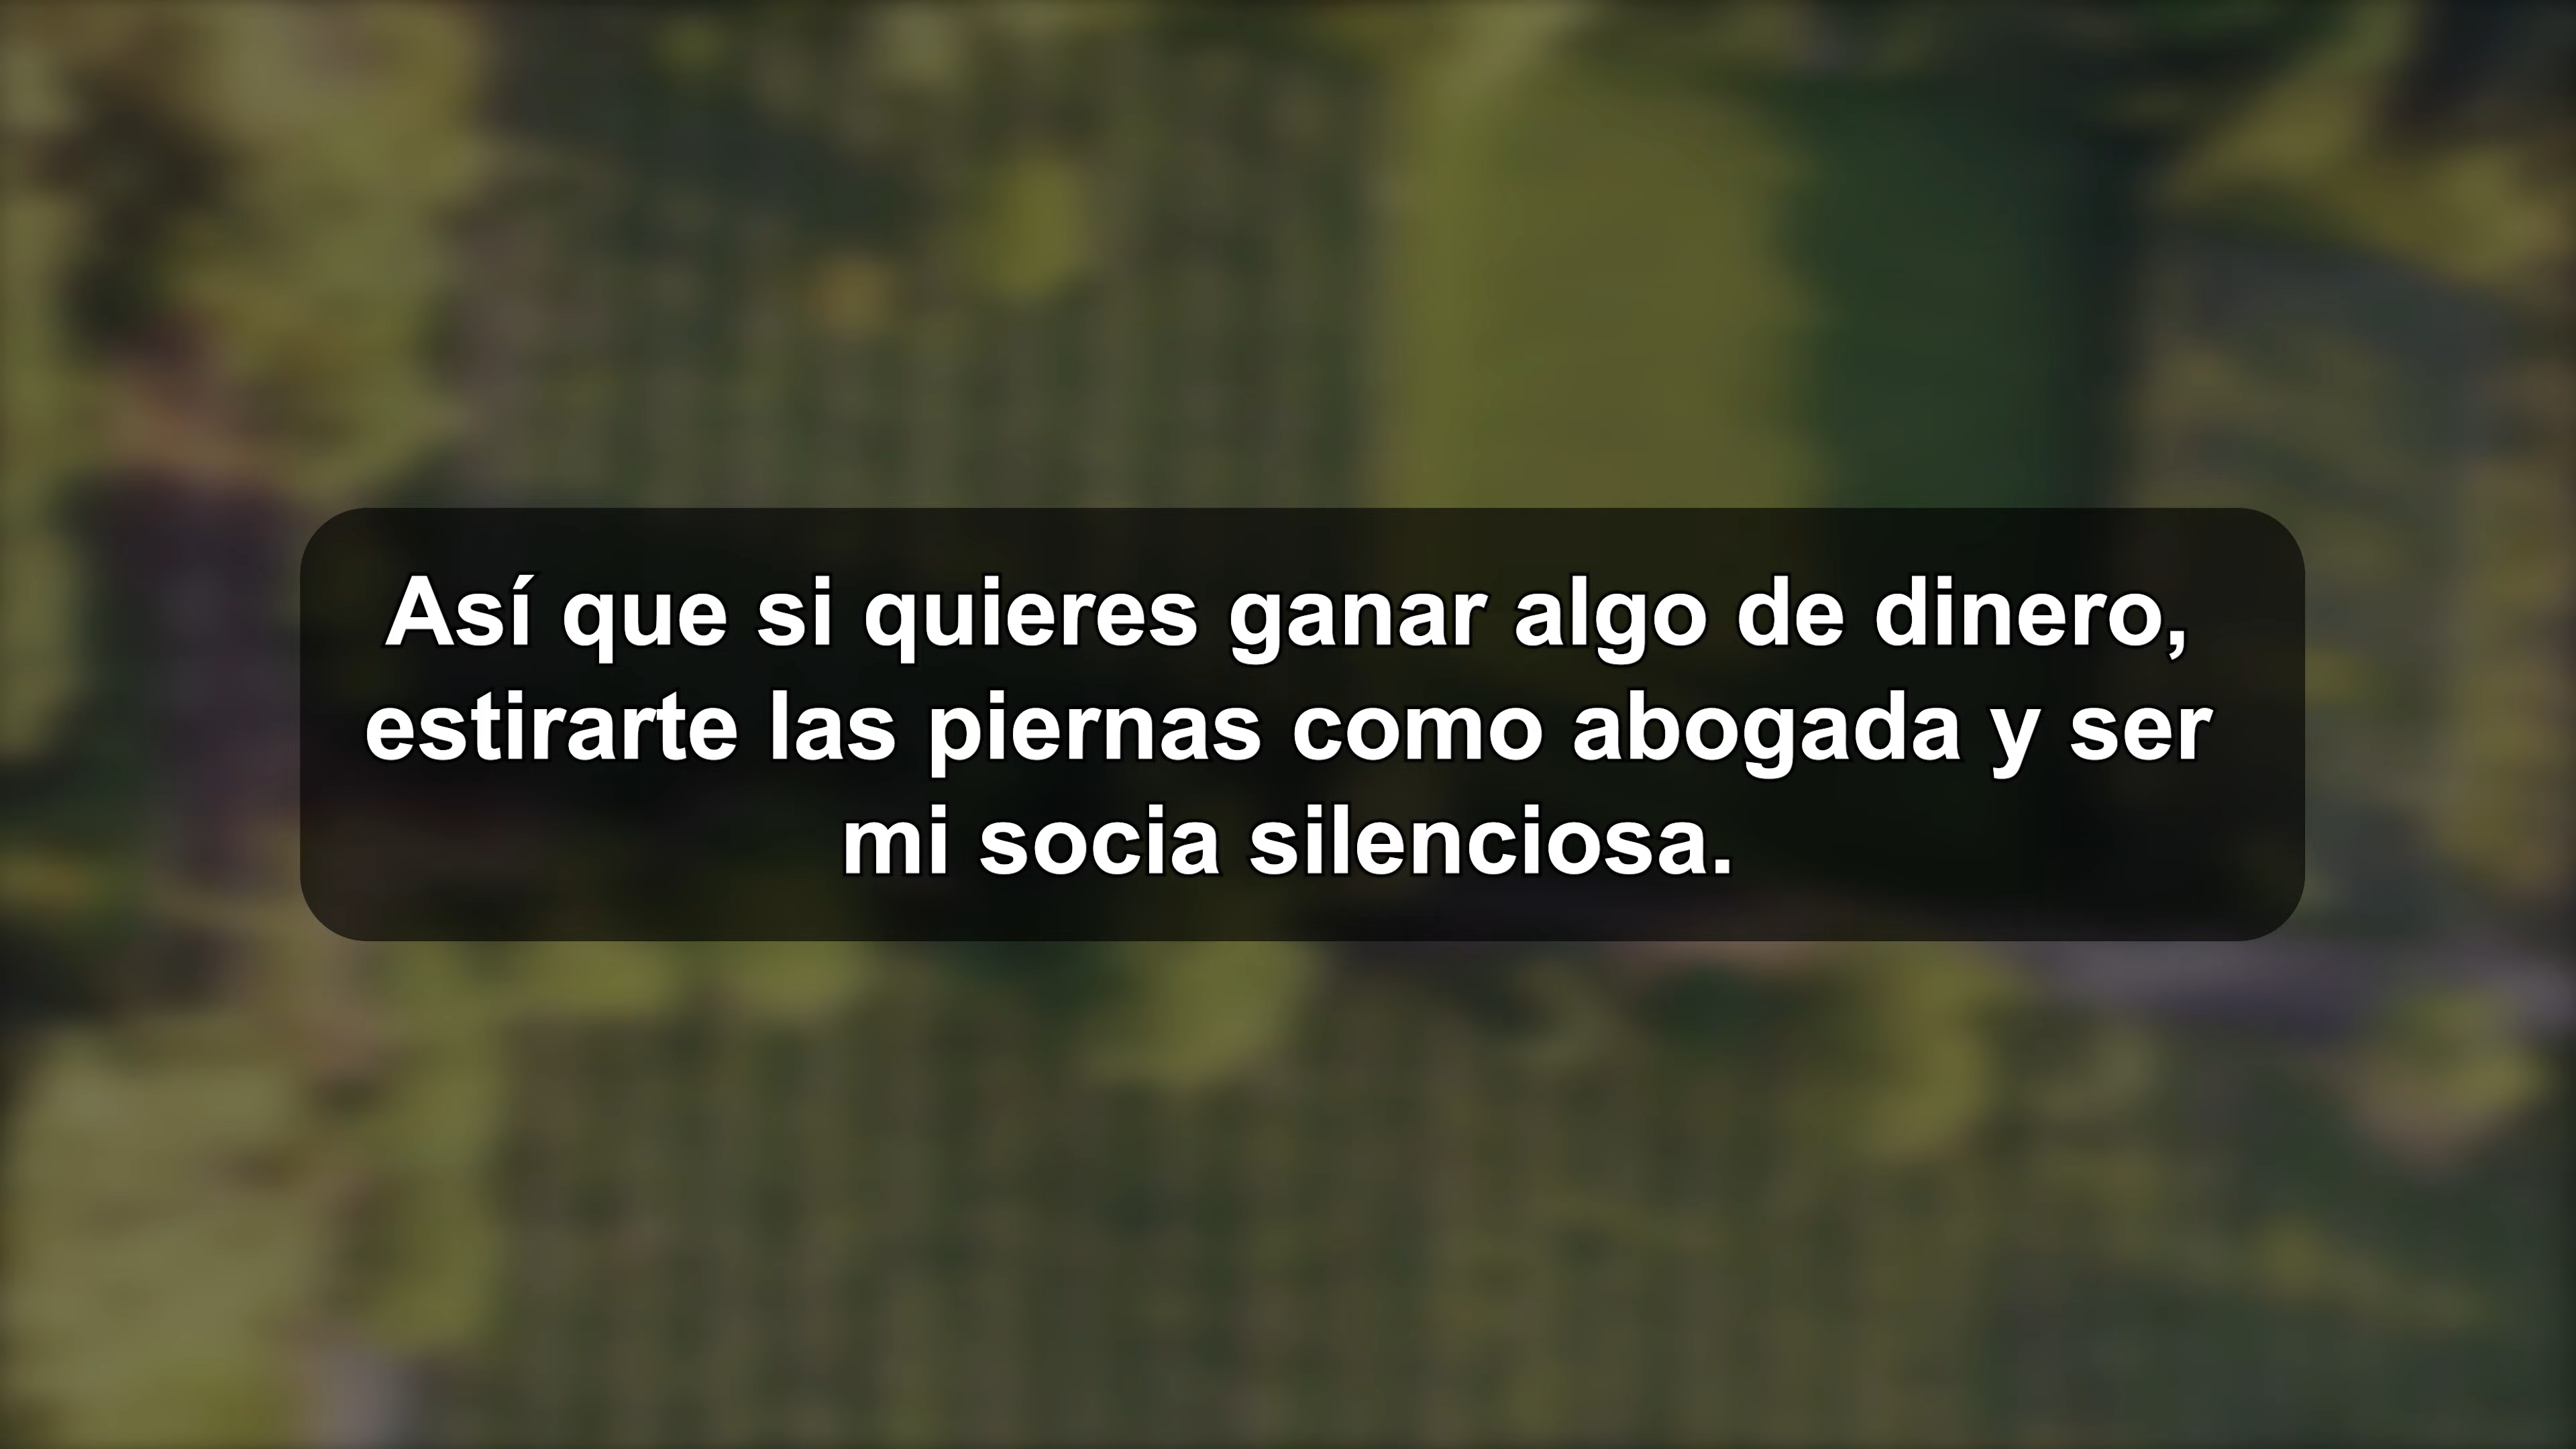 Así que si quieres ganar algo de dinero,
estirarte las piernas como abogada y ser
mi socia silenciosa.